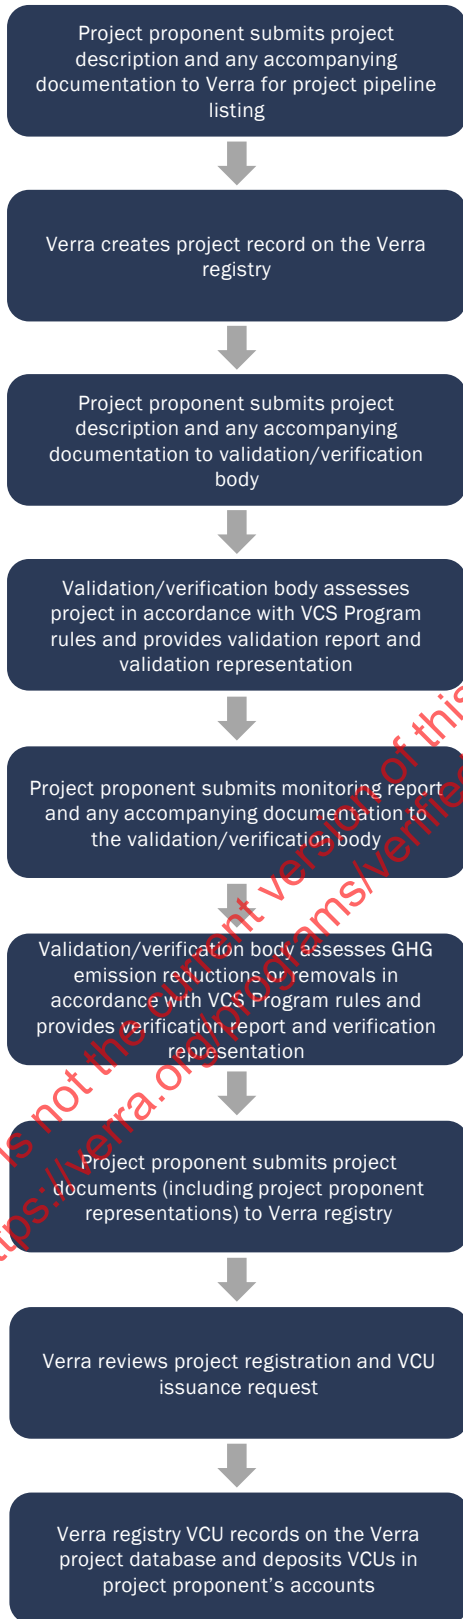 Project proponent submits project
description and any accompanying
documentation to Verra for project pipeline
listing
Verra creates project record on the Verra
registry
Project proponent submits project
description and any accompanying
documentation to validation/verification
body
Validation/verification body assesses
project in accordance with VCS Program
rules and provides validation report and
validation representation
Project proponent submits monitoring report
and any accompanying documentation to
the validation/verification body
Validation/verification body assesses GHG
emission reductions or removals in
accordance with VCS Program rules and
provides verification report and verification
representation
Project proponent submits project
documents (including project proponent
representations) to Verra registry
Verra reviews project registration and VCU
issuance request
Verra registry VCU records on the Verra
project database and deposits VCUs in
project proponent’s accounts
is not the current version of this
https://verra.org/programs/verified